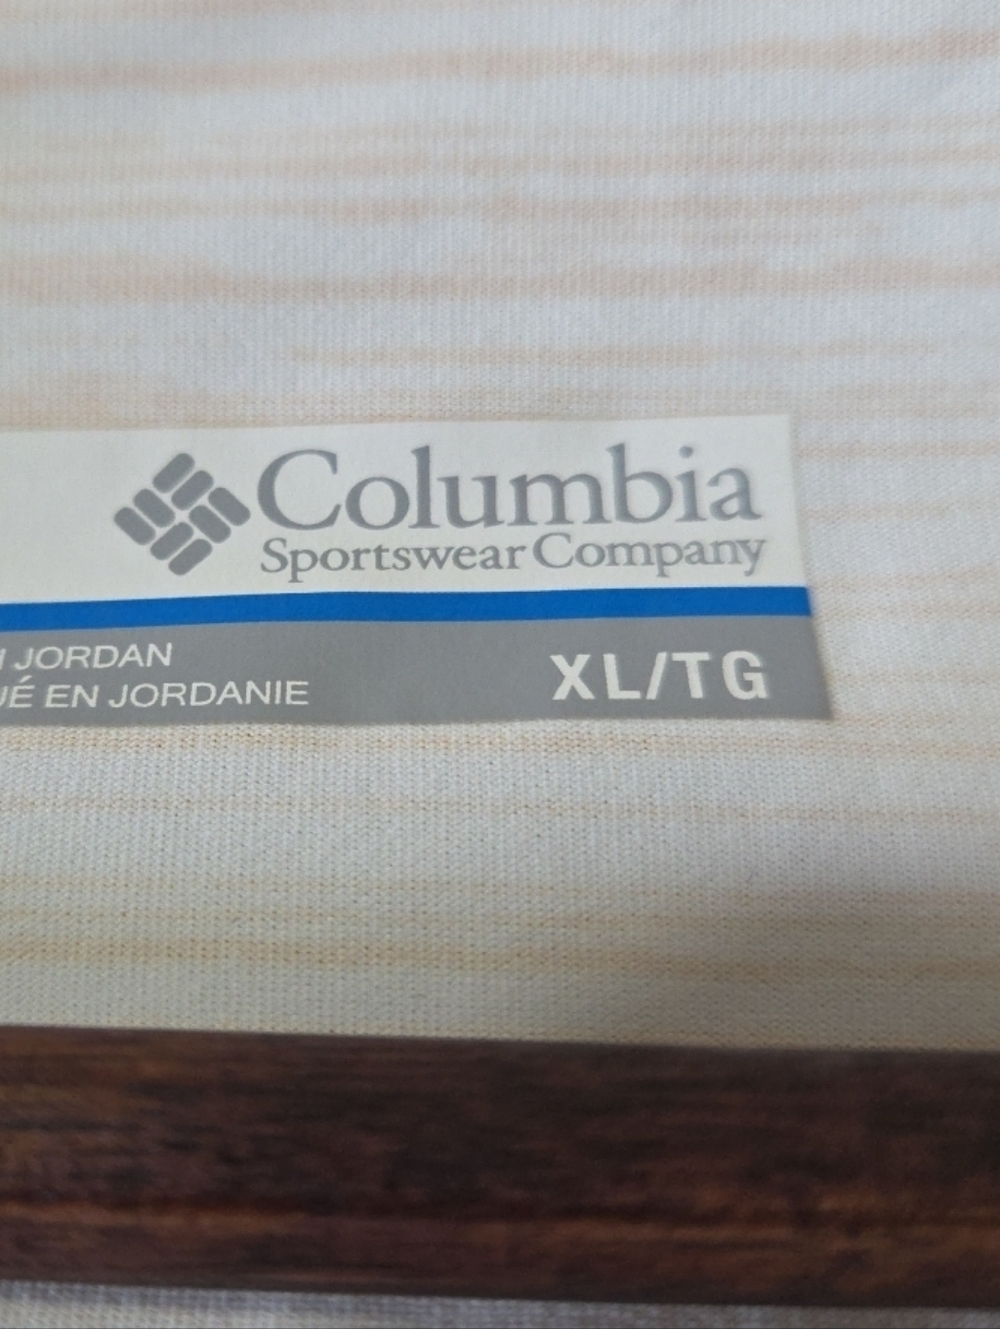 Columbia
Sportswear Company
JORDAN
EN JORDANIE
XL/TG